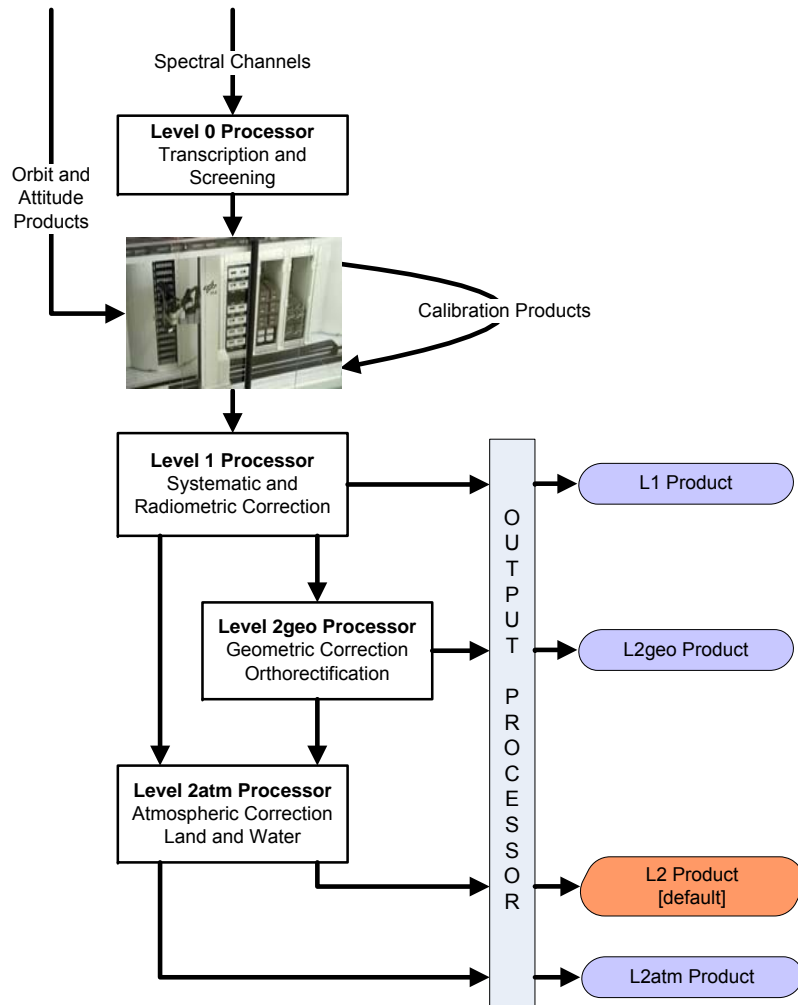 Spectral Channels
Level 0 Processor
Transcription and
Screening
Orbit and
Attitude
Products
Calibration Products
Level 1 Processor
Systematic and
Radiometric Correction
L1 Product
Level 2geo Processor
Geometric Correction
Orthorectification
L2geo Product
Level 2atm Processor
Atmospheric Correction
Land and Water
OUTPUT PROCESSOR
L2 Product
[default]
L2atm Product